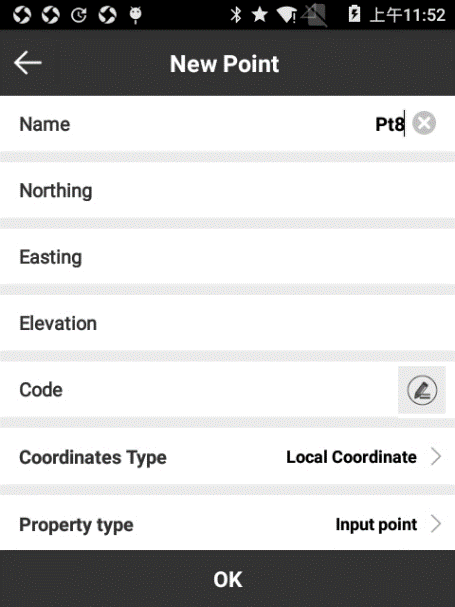 上午11:52
New Point
Name Pt8
Northing
Easting
Elevation
Code
Coordinates Type Local Coordinate
Property type Input point
OK